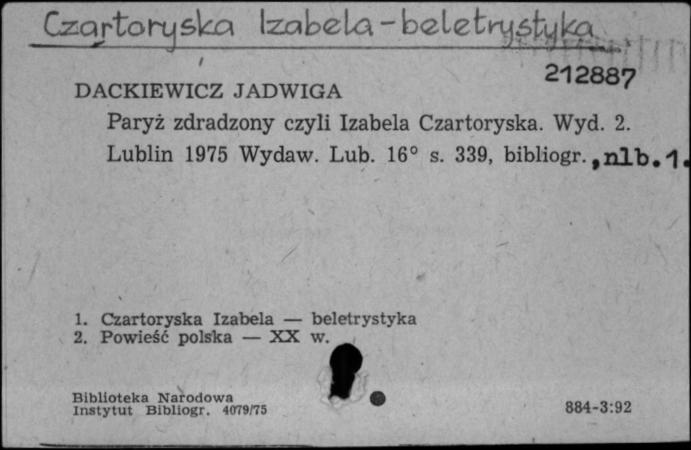 Czartoryska Izabela - beletrystyka
212887
DACKIEWICZ JADWIGA
Paryż zdradzony czyli Izabela Czartoryska. Wyd. 2.
Lublin 1975 Wydaw. Lub. 16° s. 339, bibliogr. ,nlb.1.
1. Czartoryska Izabela — beletrystyka
2. Powieść polska — XX w.
Biblioteka Narodowa
Instytut Bibliogr. 4079/75
884-3:92